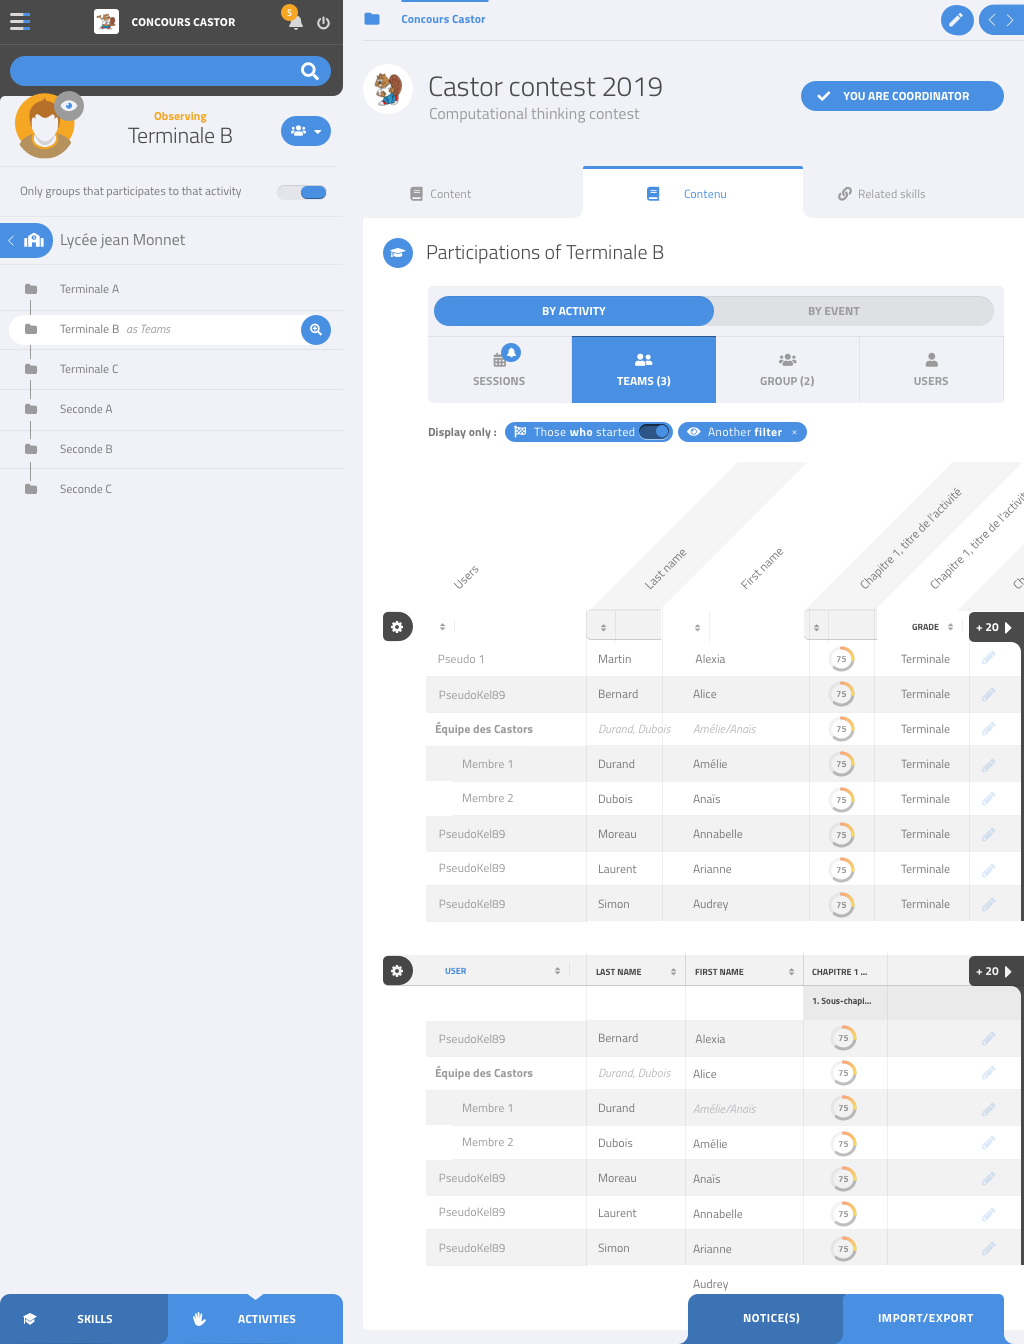 CONCOURS CASTOR
5
Observing
Terminale B
Only groups that participates to that activity
Lycée jean Monnet
Terminale A
Terminale B as Teams
Terminale C
Seconde A
Seconde B
Seconde C
SKILLS
ACTIVITIES
Concours Castor
Castor contest 2019
Computational thinking contest
YOU ARE COORDINATOR
Content
Contenu
Related skills
Participations of Terminale B
BY ACTIVITY
BY EVENT
SESSIONS
TEAMS (3)
GROUP (2)
USERS
Display only :
Those who started
Another filter ×
Users
Last name
First name
Chapitre 1, titre de l'activité
Chapitre 1, titre de l'activit
Ch
GRADE
+ 20
Pseudo 1 Martin Alexia 75 Terminale
PseudoKel89 Bernard Alice 75 Terminale
Équipe des Castors Durand, Dubois Amélie/Anaïs 75 Terminale
Membre 1 Durand Amélie 75 Terminale
Membre 2 Dubois Anaïs 75 Terminale
PseudoKel89 Moreau Annabelle 75 Terminale
PseudoKel89 Laurent Arianne 75 Terminale
PseudoKel89 Simon Audrey 75 Terminale
USER LAST NAME FIRST NAME CHAPITRE 1 ... + 20
1. Sous-chapi...
PseudoKel89 Bernard Alexia 75
Équipe des Castors Durand, Dubois Alice 75
Membre 1 Durand Amélie/Anaïs 75
Membre 2 Dubois Amélie 75
PseudoKel89 Moreau Anaïs 75
PseudoKel89 Laurent Annabelle 75
PseudoKel89 Simon Arianne 75
Audrey
NOTICE(S)
IMPORT/EXPORT